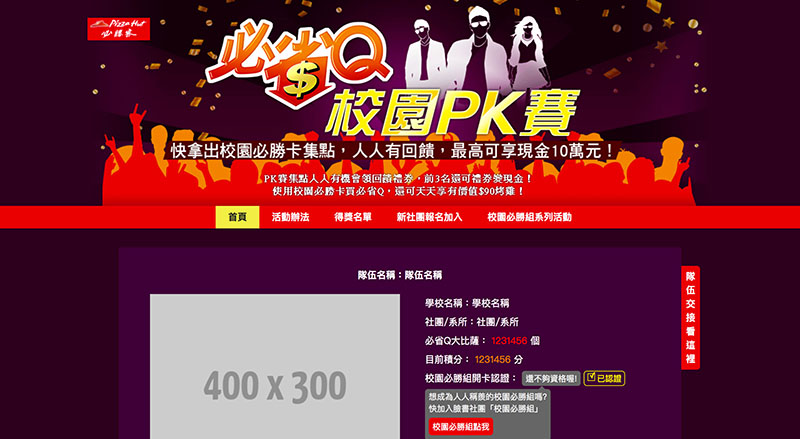 Pizza Hut
必勝客
必省Q
$
校園PK賽
快拿出校園必勝卡集點，人人有回饋，最高可享現金10萬元！
PK賽集點人人有機會領回饋禮券，前3名還可禮券變現金！
使用校園必勝卡買必省Q，還可天天享有價值$90烤雞！
首頁 活動辦法 得獎名單 新社團報名加入 校園必勝組系列活動
隊伍名稱：隊伍名稱
400 x 300
學校名稱：學校名稱
社團/系所：社團/系所
必省Q大比薩： 1231456 個
目前積分： 1231456 分
校園必勝組開卡認證： 還不夠資格喔! 已認證
想成為人人稱羨的校園必勝組嗎?
快加入臉書社團「校園必勝組」
校園必勝組點我
隊伍交接看這裡